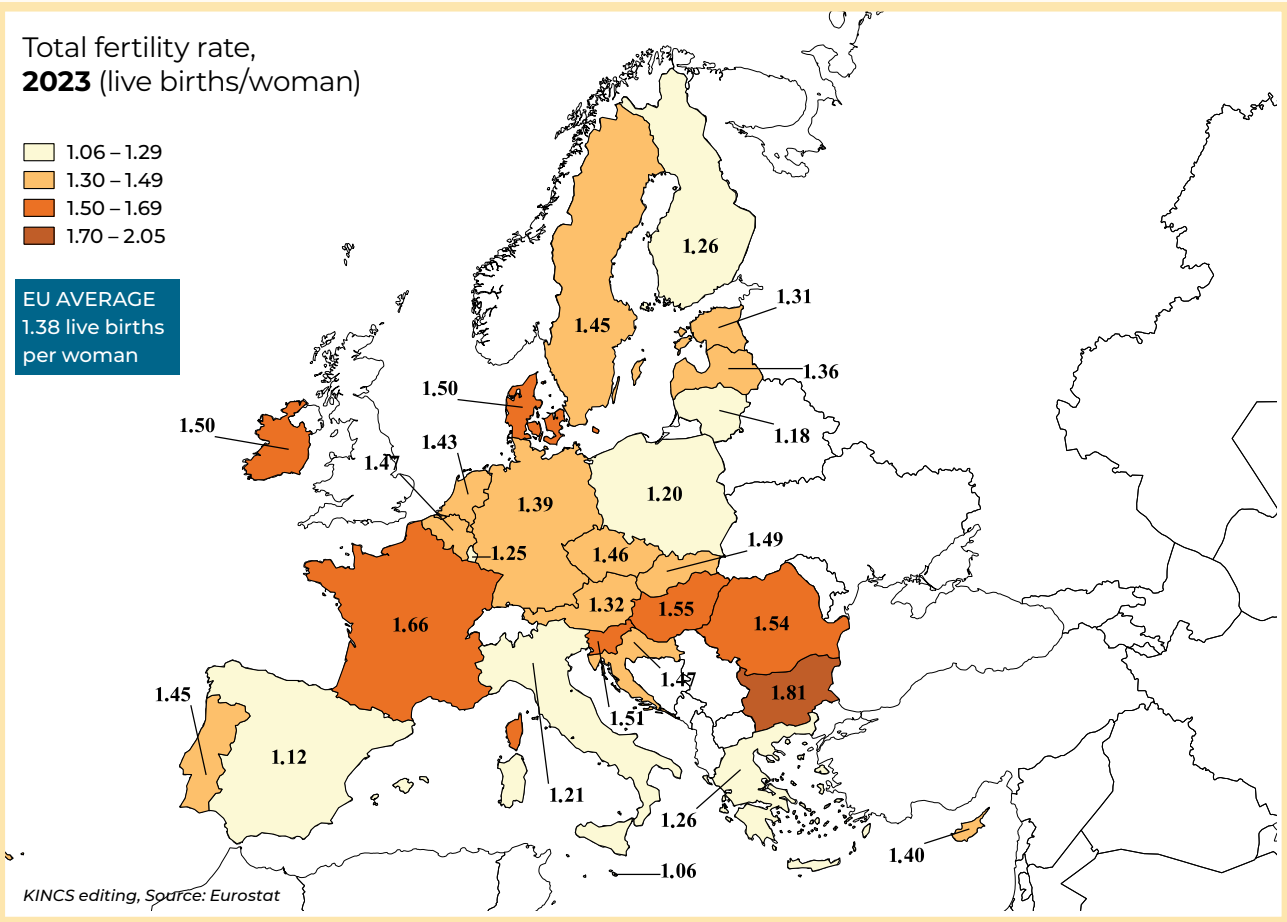 Total fertility rate,
2023 (live births/woman)
1.06 – 1.29
1.30 – 1.49
1.50 – 1.69
1.70 – 2.05
EU AVERAGE
1.38 live births
per woman
1.26
1.31
1.45
1.36
1.50
1.18
1.50
1.43
1.47
1.20
1.39
1.49
1.25
1.46
1.32
1.55
1.54
1.66
1.47
1.81
1.45
1.51
1.12
1.21
1.26
1.40
1.06
KINCS editing, Source: Eurostat